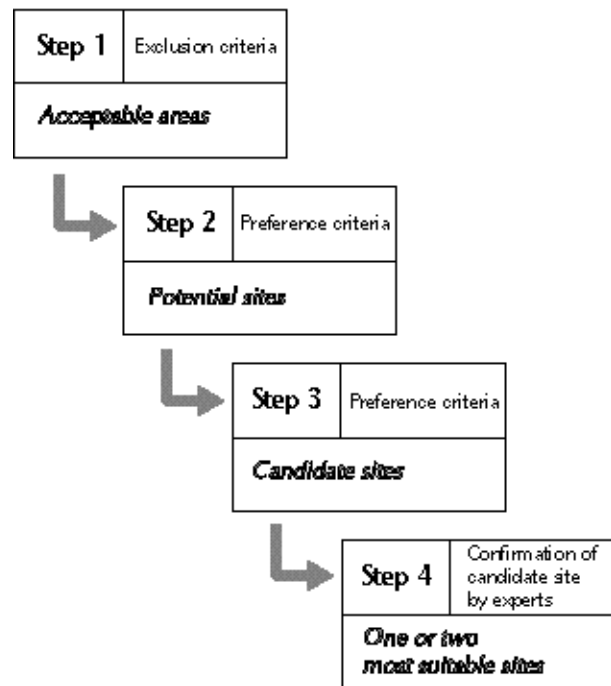 Step 1
Exclusion criteria
Acceptable areas
Step 2
Preference criteria
Potential sites
Step 3
Preference criteria
Candidate sites
Step 4
Confirmation of
candidate site
by experts
One or two
most suitable sites